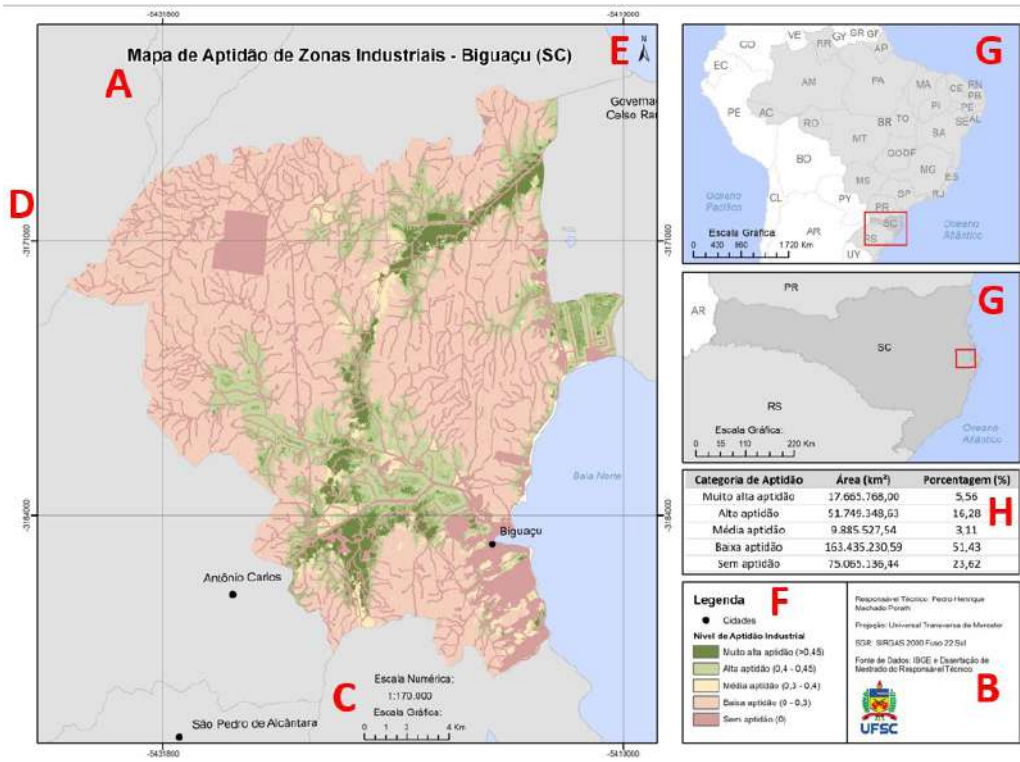 -5431800
-5419000
Mapa de Aptidão de Zonas Industriais - Biguaçu (SC)
A
E
N
Governa
Celso Ra
D
-3171000
-3171000
Baia Norte
-3184000
-3184000
Biguaçu
Antônio Carlos
São Pedro de Alcântara
C
Escala Numérica:
1:170.000
Escala Gráfica:
0 1 2 4 Km
-5431800
-5419000
G
CO
VE
GY
SR
GF
RR
AP
EC
AM
PA
MA
CE
RN
PB
PE
AL
SE
PI
AC
RO
TO
BR
BA
MT
PE
BO
GO
DF
MG
ES
MS
SP
RJ
CL
PY
PR
SC
RS
AR
UY
Oceano
Pacífico
Oceano
Atlântico
Escala Gráfica:
0 430 860 1720 Km
G
PR
AR
SC
RS
Oceano
Atlântico
Escala Gráfica:
0 55 110 220 Km
Categoria de Aptidão Área (km²) Porcentagem (%)
Muito alta aptidão 17.665.768,00 5,56
Alta aptidão 51.749.348,63 16,28
Média aptidão 9.885.527,54 3,11
Baixa aptidão 163.435.230,59 51,43
Sem aptidão 75.065.136,44 23,62
H
Legenda
F
Cidades
Nível de Aptidão Industrial
Muito alta aptidão (>0,45)
Alta aptidão (0,4 - 0,45)
Média aptidão (0,3 - 0,4)
Baixa aptidão (0 - 0,3)
Sem aptidão (0)
Responsável Técnico: Pedro Henrique
Machado Porath
Projeção: Universal Transversa de Mercator
SGR: SIRGAS 2000 Fuso 22 Sul
Fonte de Dados: IBGE e Dissertação de
Mestrado do Responsável Técnico
B
UFSC